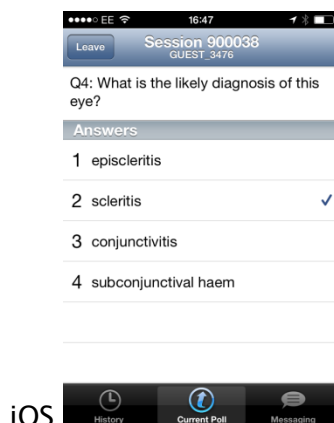 EE 16:47
Leave Session 900038
GUEST_3476
Q4: What is the likely diagnosis of this
eye?
Answers
1 episcleritis
2 scleritis
3 conjunctivitis
4 subconjunctival haem
iOS
History Current Poll Messaging